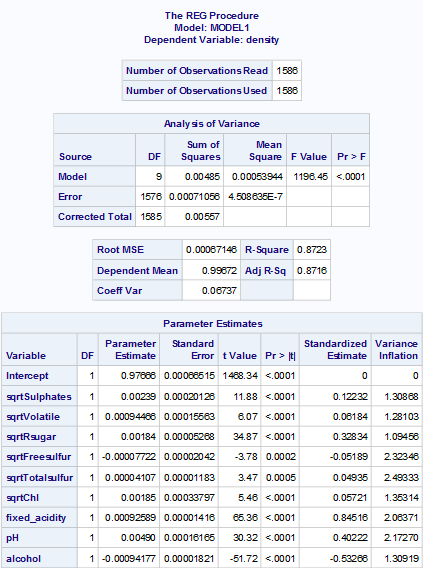 The REG Procedure
Model: MODEL1
Dependent Variable: density
Number of Observations Read 1586
Number of Observations Used 1586
Analysis of Variance
Source DF Sum of Squares Mean Square F Value Pr > F
Model 9 0.00485 0.00053944 1196.45 <.0001
Error 1576 0.00071056 4.508635E-7
Corrected Total 1585 0.00557
Root MSE 0.00067146 R-Square 0.8723
Dependent Mean 0.99672 Adj R-Sq 0.8716
Coeff Var 0.06737
Parameter Estimates
Variable DF Parameter Estimate Standard Error t Value Pr > |t| Standardized Estimate Variance Inflation
Intercept 1 0.97666 0.00066515 1468.34 <.0001 0 0
sqrtSulphates 1 0.00239 0.00020126 11.88 <.0001 0.12232 1.30868
sqrtVolatile 1 0.00094466 0.00015563 6.07 <.0001 0.06184 1.28103
sqrtRsugar 1 0.00184 0.00005268 34.87 <.0001 0.32834 1.09456
sqrtFreesulfur 1 -0.00007722 0.00002042 -3.78 0.0002 -0.05189 2.32346
sqrtTotalsulfur 1 0.00004107 0.00001183 3.47 0.0005 0.04935 2.49333
sqrtChl 1 0.00185 0.00033797 5.46 <.0001 0.05721 1.35314
fixed_acidity 1 0.00092589 0.00001416 65.36 <.0001 0.84516 2.06371
pH 1 0.00490 0.00016165 30.32 <.0001 0.40222 2.17270
alcohol 1 -0.00094177 0.00001821 -51.72 <.0001 -0.53266 1.30919